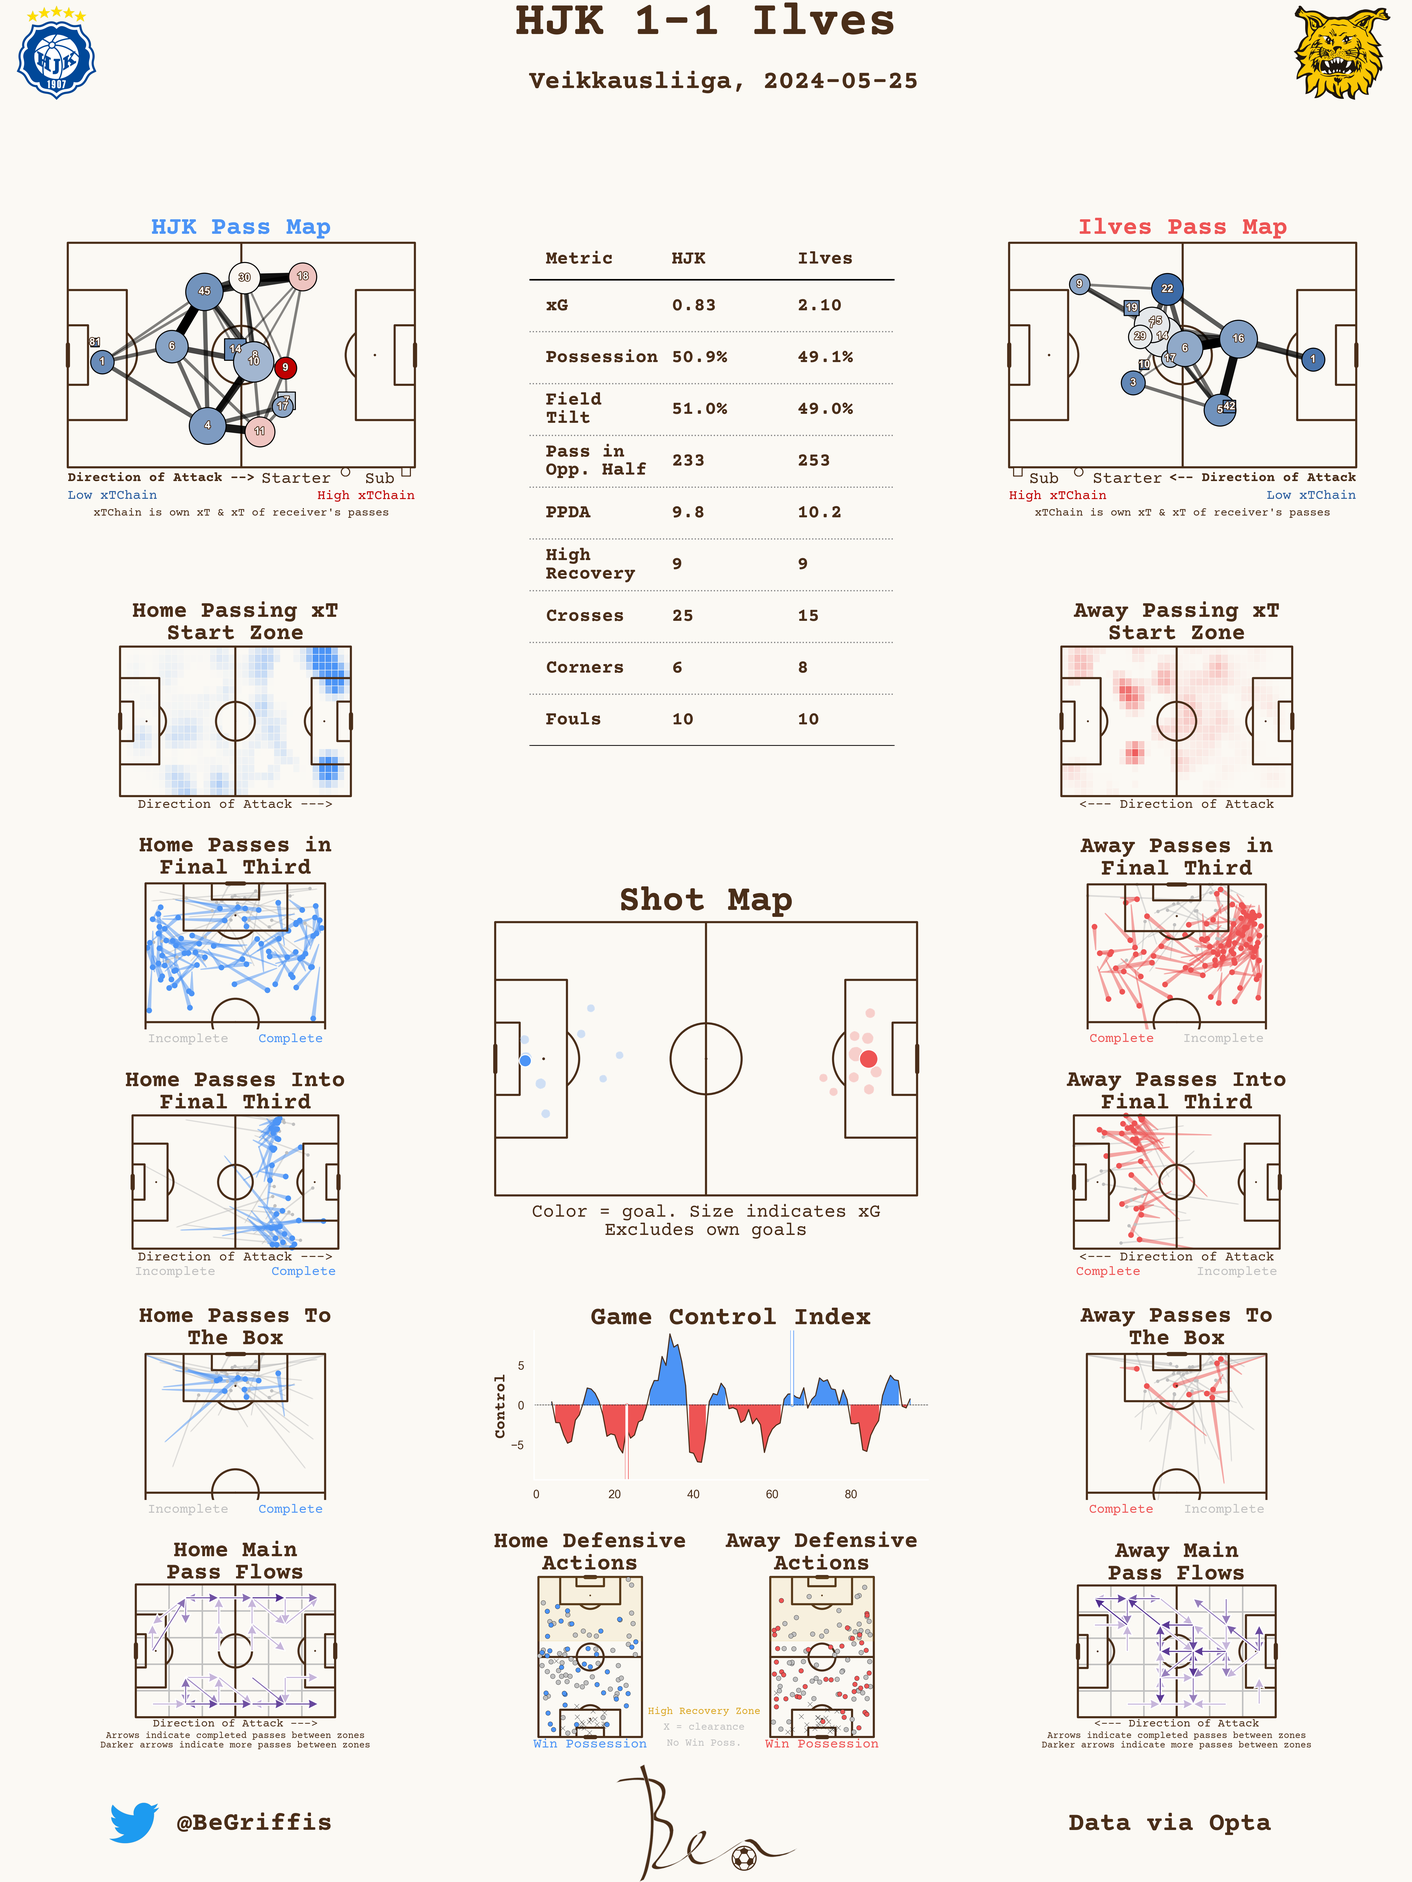 HJK 1-1 Ilves
Veikkausliiga, 2024-05-25
HJK
1907
HJK Pass Map
81
1
6
45
30
18
14
8
10
9
7
17
4
11
Direction of Attack --> Starter Sub
Low xTChain High xTChain
xTChain is own xT & xT of receiver's passes
Metric HJK Ilves
xG 0.83 2.10
Possession 50.9% 49.1%
Field
Tilt 51.0% 49.0%
Pass in
Opp. Half 233 253
PPDA 9.8 10.2
High
Recovery 9 9
Crosses 25 15
Corners 6 8
Fouls 10 10
Ilves Pass Map
9
22
19
15
7
29
14
6
17
10
3
16
1
5
42
Sub Starter <-- Direction of Attack
High xTChain Low xTChain
xTChain is own xT & xT of receiver's passes
Home Passing xT
Start Zone
Direction of Attack --->
Away Passing xT
Start Zone
<--- Direction of Attack
Home Passes in
Final Third
Incomplete Complete
Away Passes in
Final Third
Complete Incomplete
Shot Map
Color = goal. Size indicates xG
Excludes own goals
Home Passes Into
Final Third
Direction of Attack --->
Incomplete Complete
Away Passes Into
Final Third
<--- Direction of Attack
Complete Incomplete
Home Passes To
The Box
Incomplete Complete
Game Control Index
Control
5
0
−5
0 20 40 60 80
Away Passes To
The Box
Complete Incomplete
Home Main
Pass Flows
Direction of Attack --->
Arrows indicate completed passes between zones
Darker arrows indicate more passes between zones
Home Defensive
Actions
Win Possession
High Recovery Zone
X = clearance
No Win Poss.
Away Defensive
Actions
Win Possession
Away Main
Pass Flows
<--- Direction of Attack
Arrows indicate completed passes between zones
Darker arrows indicate more passes between zones
@BeGriffis
Ben
Data via Opta